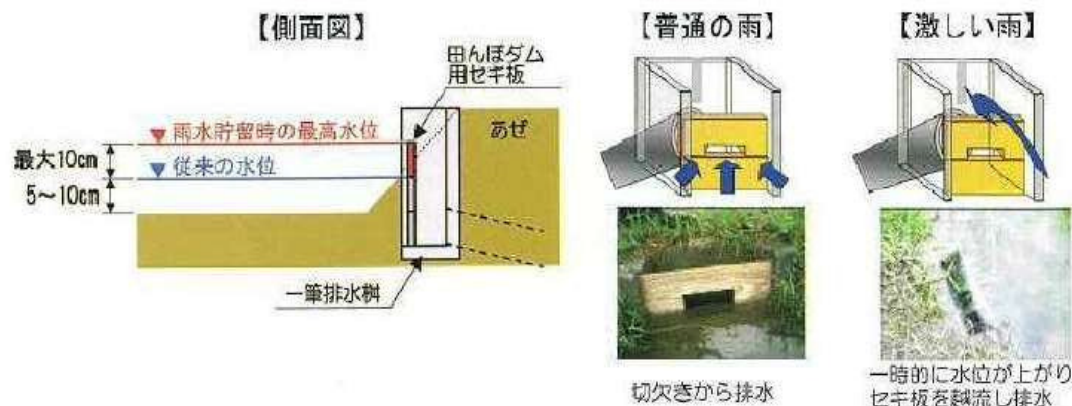 【側面図】
田んぼダム
用セキ板
あぜ
雨水貯留時の最高水位
最大10cm
従来の水位
5～10cm
一筆排水桝
【普通の雨】
切欠きから排水
【激しい雨】
一時的に水位が上がり
セキ板を越流し排水